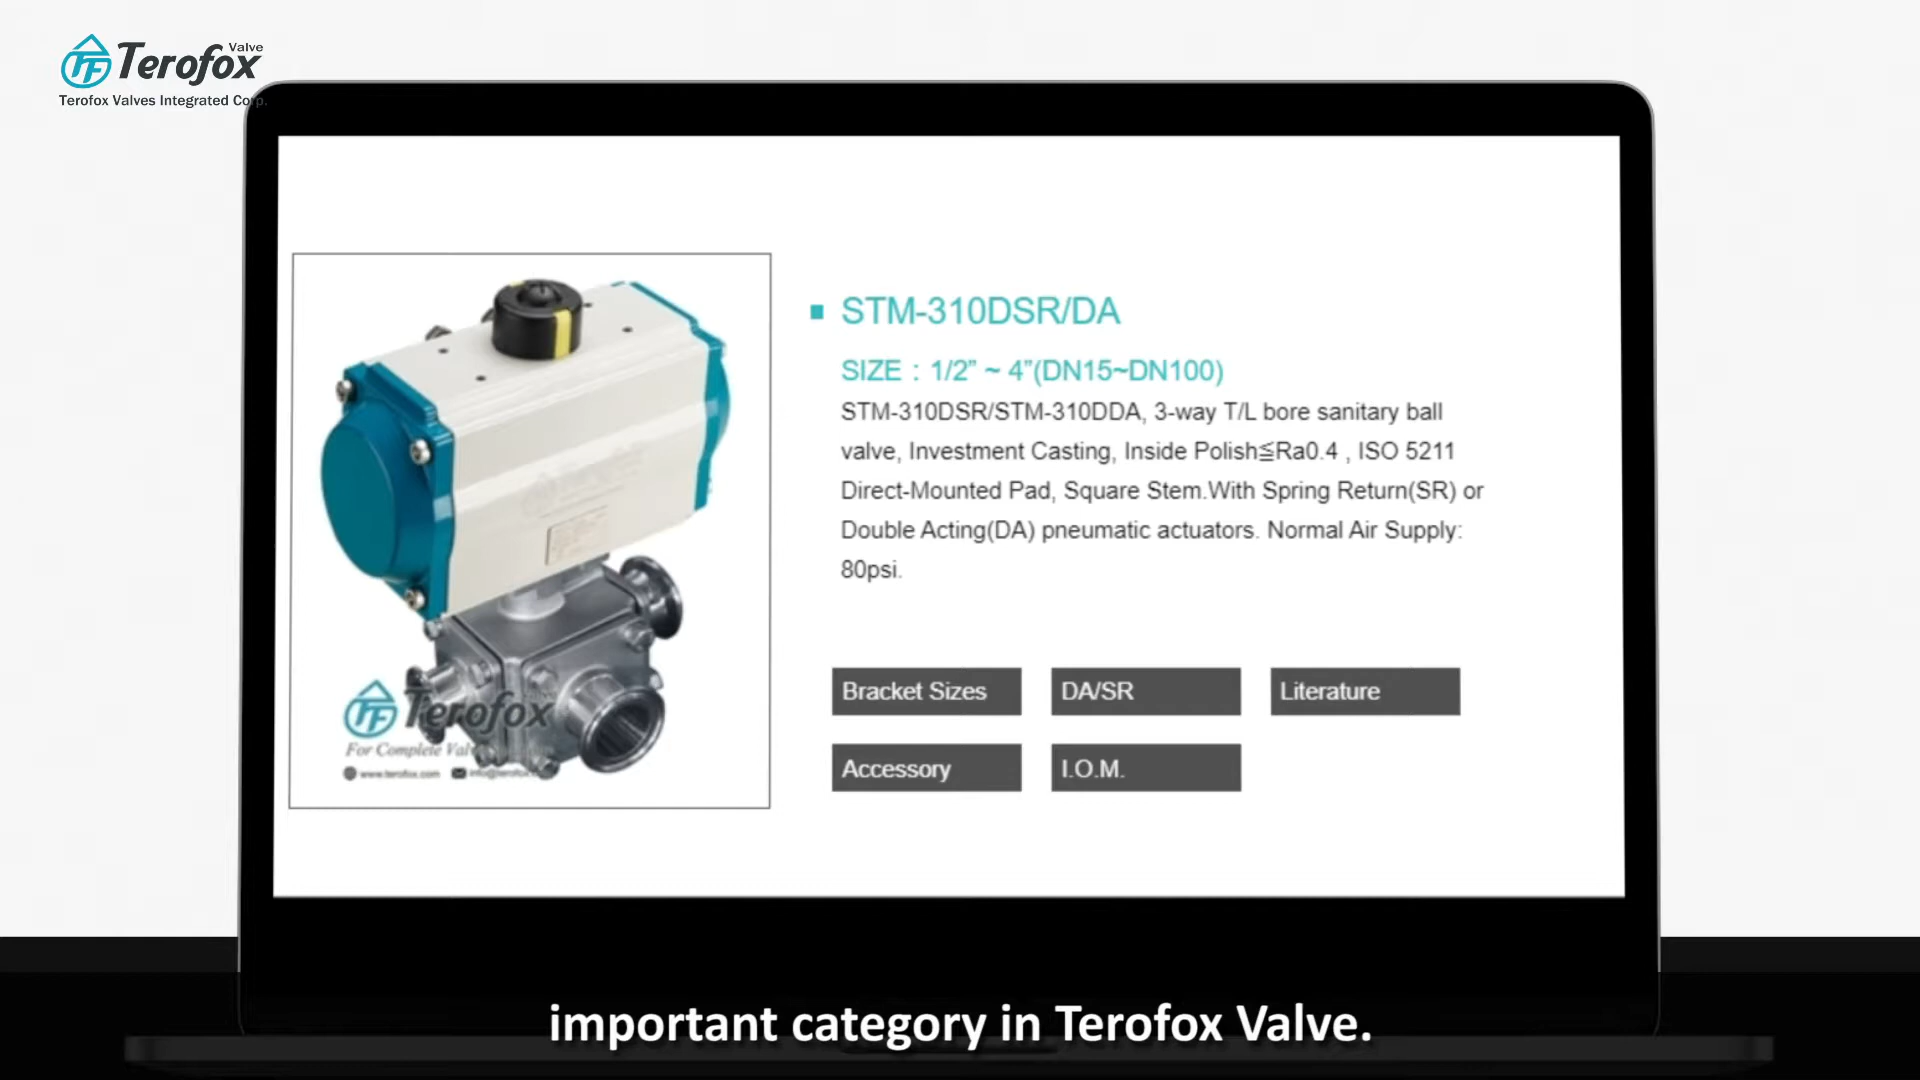 Terofox Valve
Terofox Valves Integrated Corp.
STM-310DSR/DA
SIZE : 1/2” ~ 4”(DN15~DN100)
STM-310DSR/STM-310DDA, 3-way T/L bore sanitary ball
valve, Investment Casting, Inside Polish≦Ra0.4 , ISO 5211
Direct-Mounted Pad, Square Stem.With Spring Return(SR) or
Double Acting(DA) pneumatic actuators. Normal Air Supply:
80psi.
Terofox
For Complete
www.terofox.com
Bracket Sizes
DA/SR
Literature
Accessory
I.O.M.
important category in Terofox Valve.